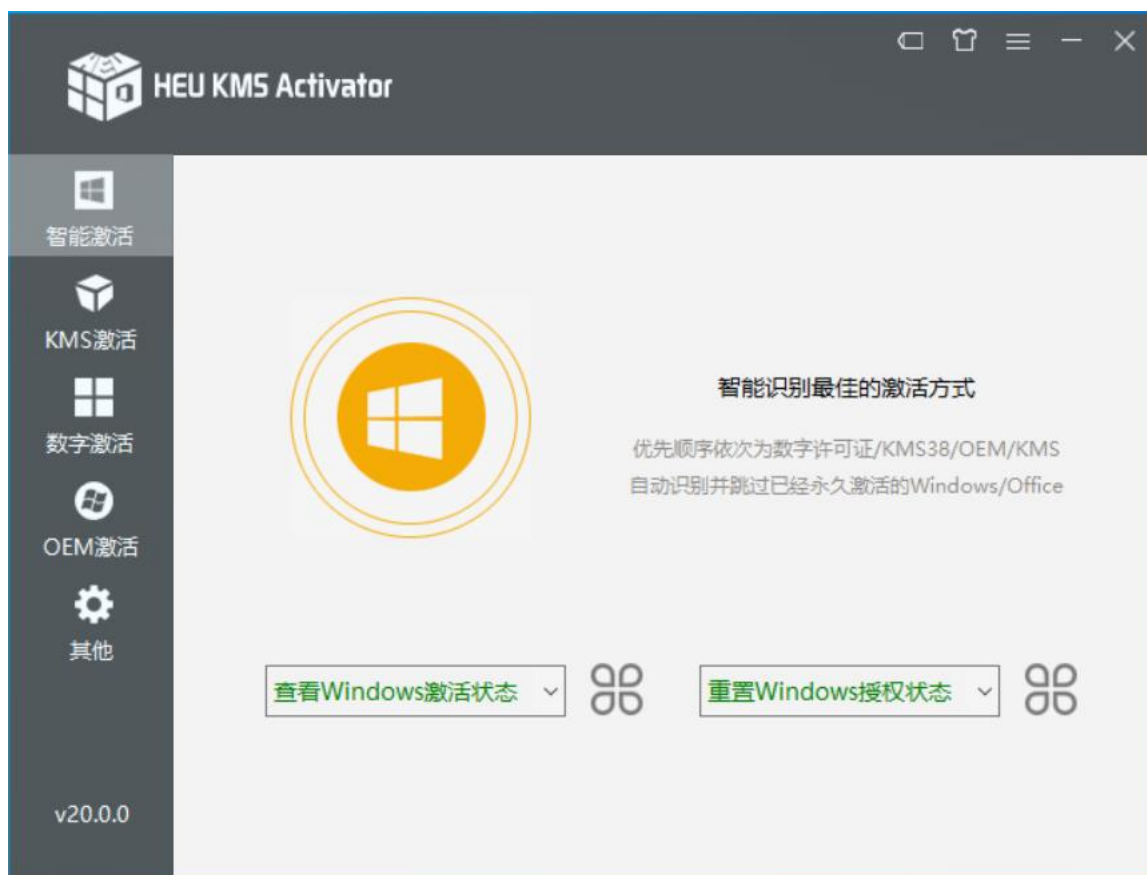 HEU KMS Activator
智能激活
KMS激活
数字激活
OEM激活
其他
v20.0.0
智能识别最佳的激活方式
优先顺序依次为数字许可证/KMS38/OEM/KMS
自动识别并跳过已经永久激活的Windows/Office
查看Windows激活状态
重置Windows授权状态